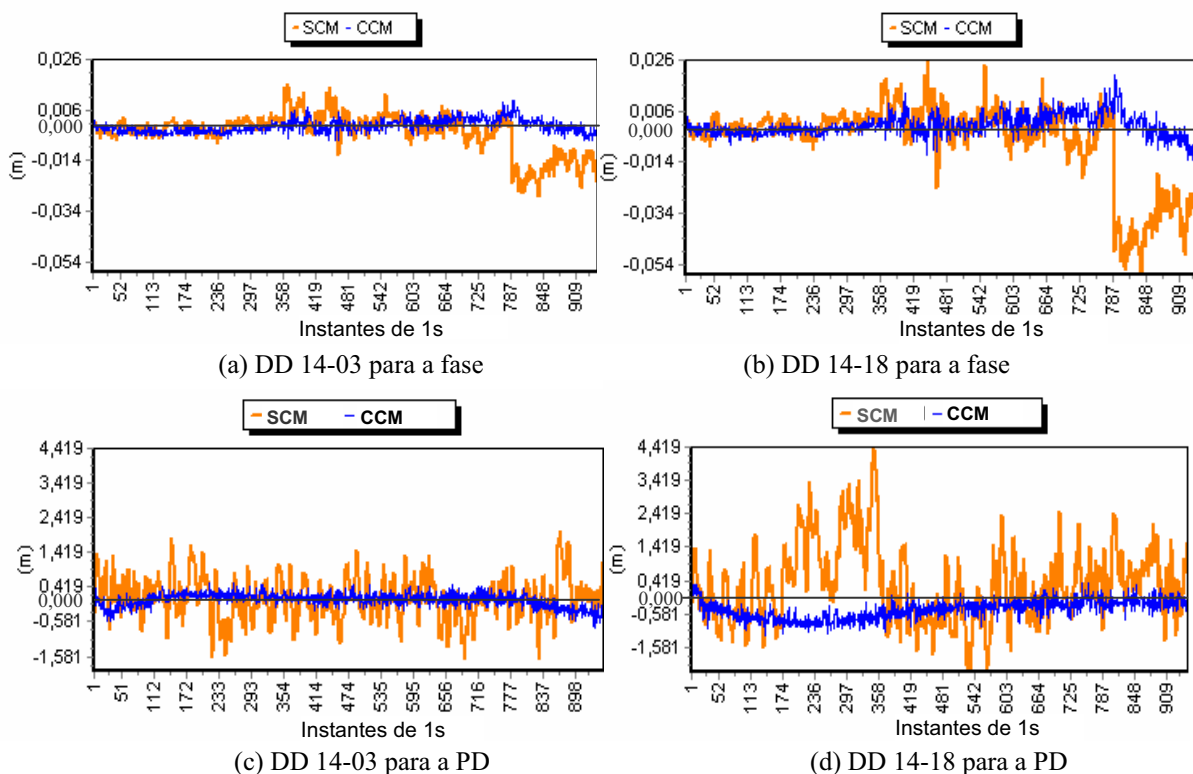 SCM - CCM
0,026
0,006
0,000
-0,014
-0,034
-0,054
(m)
1 52 113 174 236 297 358 419 481 542 603 664 725 787 848 909
Instantes de 1s
(a) DD 14-03 para a fase
SCM - CCM
0,026
0,006
0,000
-0,014
-0,034
-0,054
(m)
1 52 113 174 236 297 358 419 481 542 603 664 725 787 848 909
Instantes de 1s
(b) DD 14-18 para a fase
SCM CCM
4,419
3,419
2,419
1,419
0,419
0,000
-0,581
-1,581
(m)
1 51 112 172 233 293 354 414 474 535 595 656 716 777 837 898
Instantes de 1s
(c) DD 14-03 para a PD
SCM CCM
4,419
3,419
2,419
1,419
0,419
0,000
-0,581
-1,581
(m)
1 52 113 174 236 297 358 419 481 542 603 664 725 787 848 909
Instantes de 1s
(d) DD 14-18 para a PD